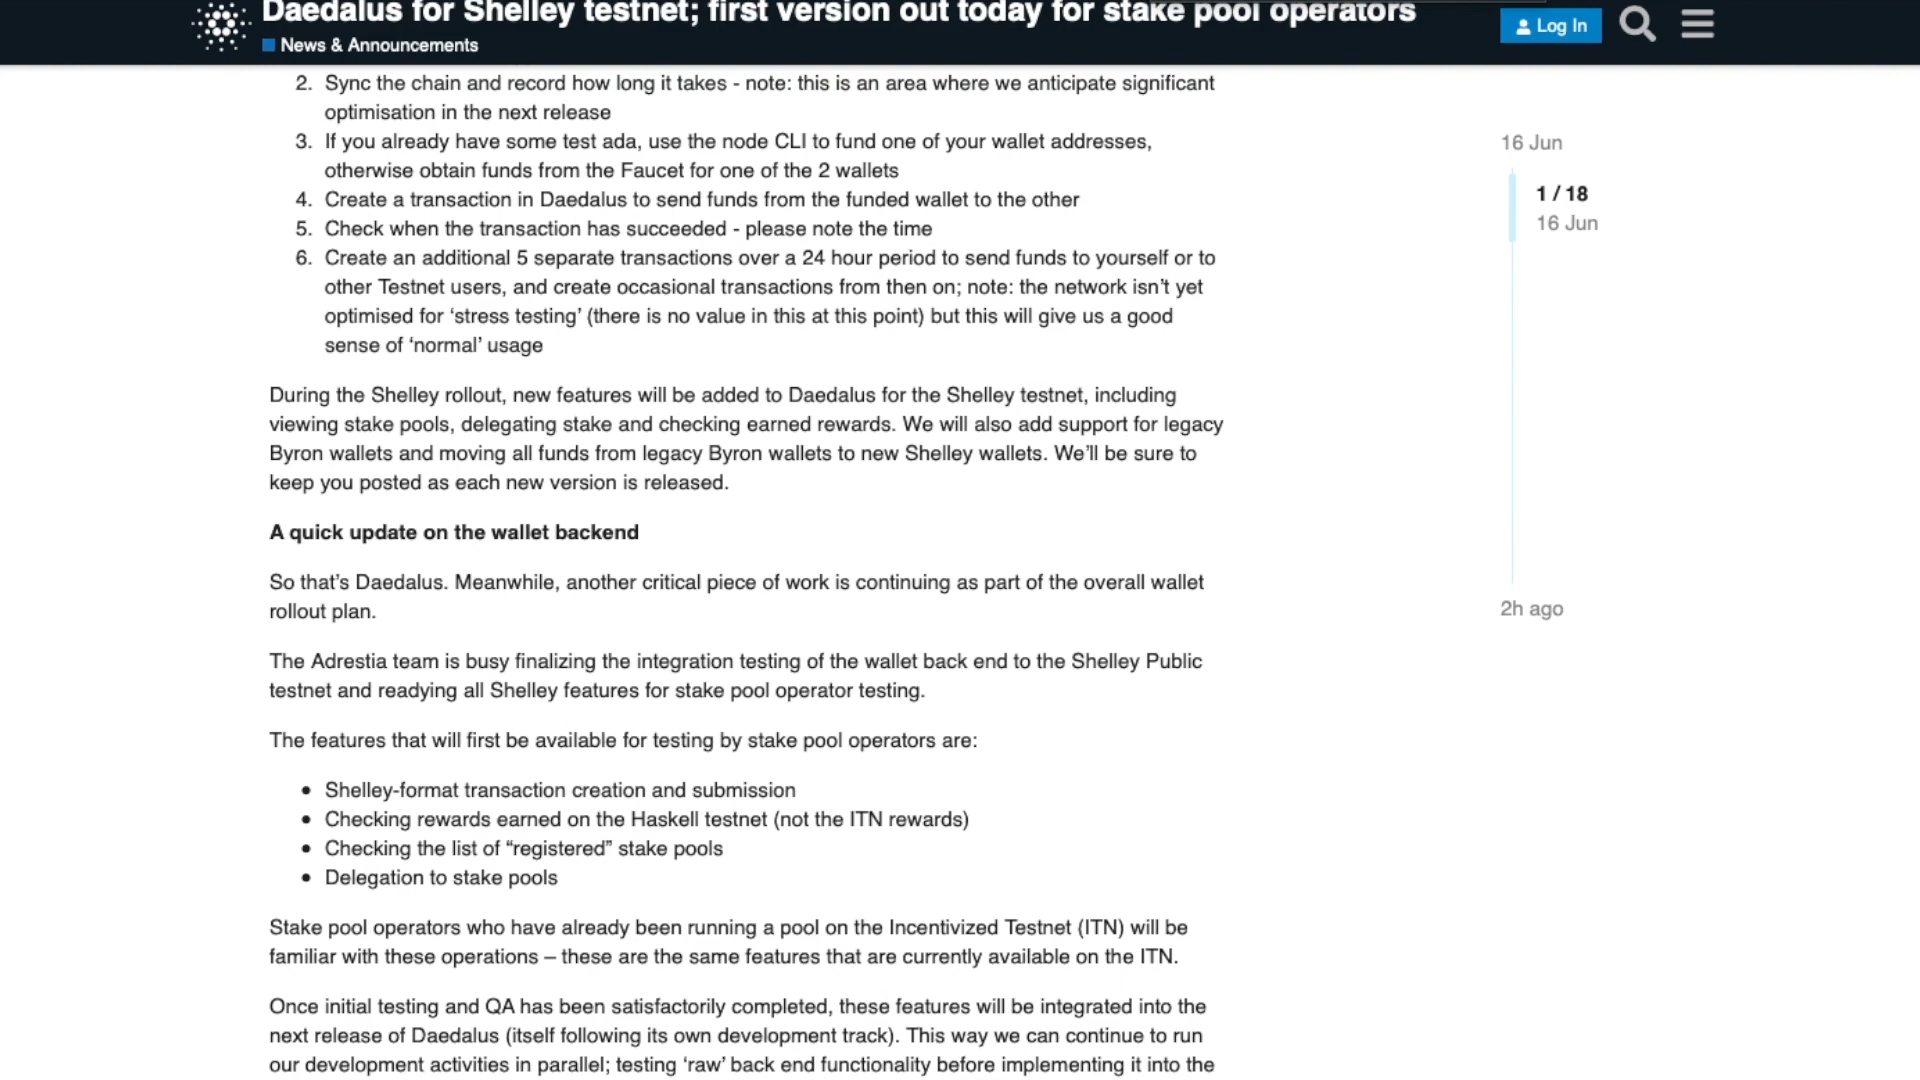 Daedalus for Shelley testnet; first version out today for stake pool operators
News & Announcements
Log In
2. Sync the chain and record how long it takes - note: this is an area where we anticipate significant
optimisation in the next release
3. If you already have some test ada, use the node CLI to fund one of your wallet addresses,
otherwise obtain funds from the Faucet for one of the 2 wallets
4. Create a transaction in Daedalus to send funds from the funded wallet to the other
5. Check when the transaction has succeeded - please note the time
6. Create an additional 5 separate transactions over a 24 hour period to send funds to yourself or to
other Testnet users, and create occasional transactions from then on; note: the network isn’t yet
optimised for ‘stress testing’ (there is no value in this at this point) but this will give us a good
sense of ‘normal’ usage
During the Shelley rollout, new features will be added to Daedalus for the Shelley testnet, including
viewing stake pools, delegating stake and checking earned rewards. We will also add support for legacy
Byron wallets and moving all funds from legacy Byron wallets to new Shelley wallets. We’ll be sure to
keep you posted as each new version is released.
A quick update on the wallet backend
So that’s Daedalus. Meanwhile, another critical piece of work is continuing as part of the overall wallet
rollout plan.
The Adrestia team is busy finalizing the integration testing of the wallet back end to the Shelley Public
testnet and readying all Shelley features for stake pool operator testing.
The features that will first be available for testing by stake pool operators are:
• Shelley-format transaction creation and submission
• Checking rewards earned on the Haskell testnet (not the ITN rewards)
• Checking the list of “registered” stake pools
• Delegation to stake pools
Stake pool operators who have already been running a pool on the Incentivized Testnet (ITN) will be
familiar with these operations – these are the same features that are currently available on the ITN.
Once initial testing and QA has been satisfactorily completed, these features will be integrated into the
next release of Daedalus (itself following its own development track). This way we can continue to run
our development activities in parallel; testing ‘raw’ back end functionality before implementing it into the
16 Jun
1 / 18
16 Jun
2h ago